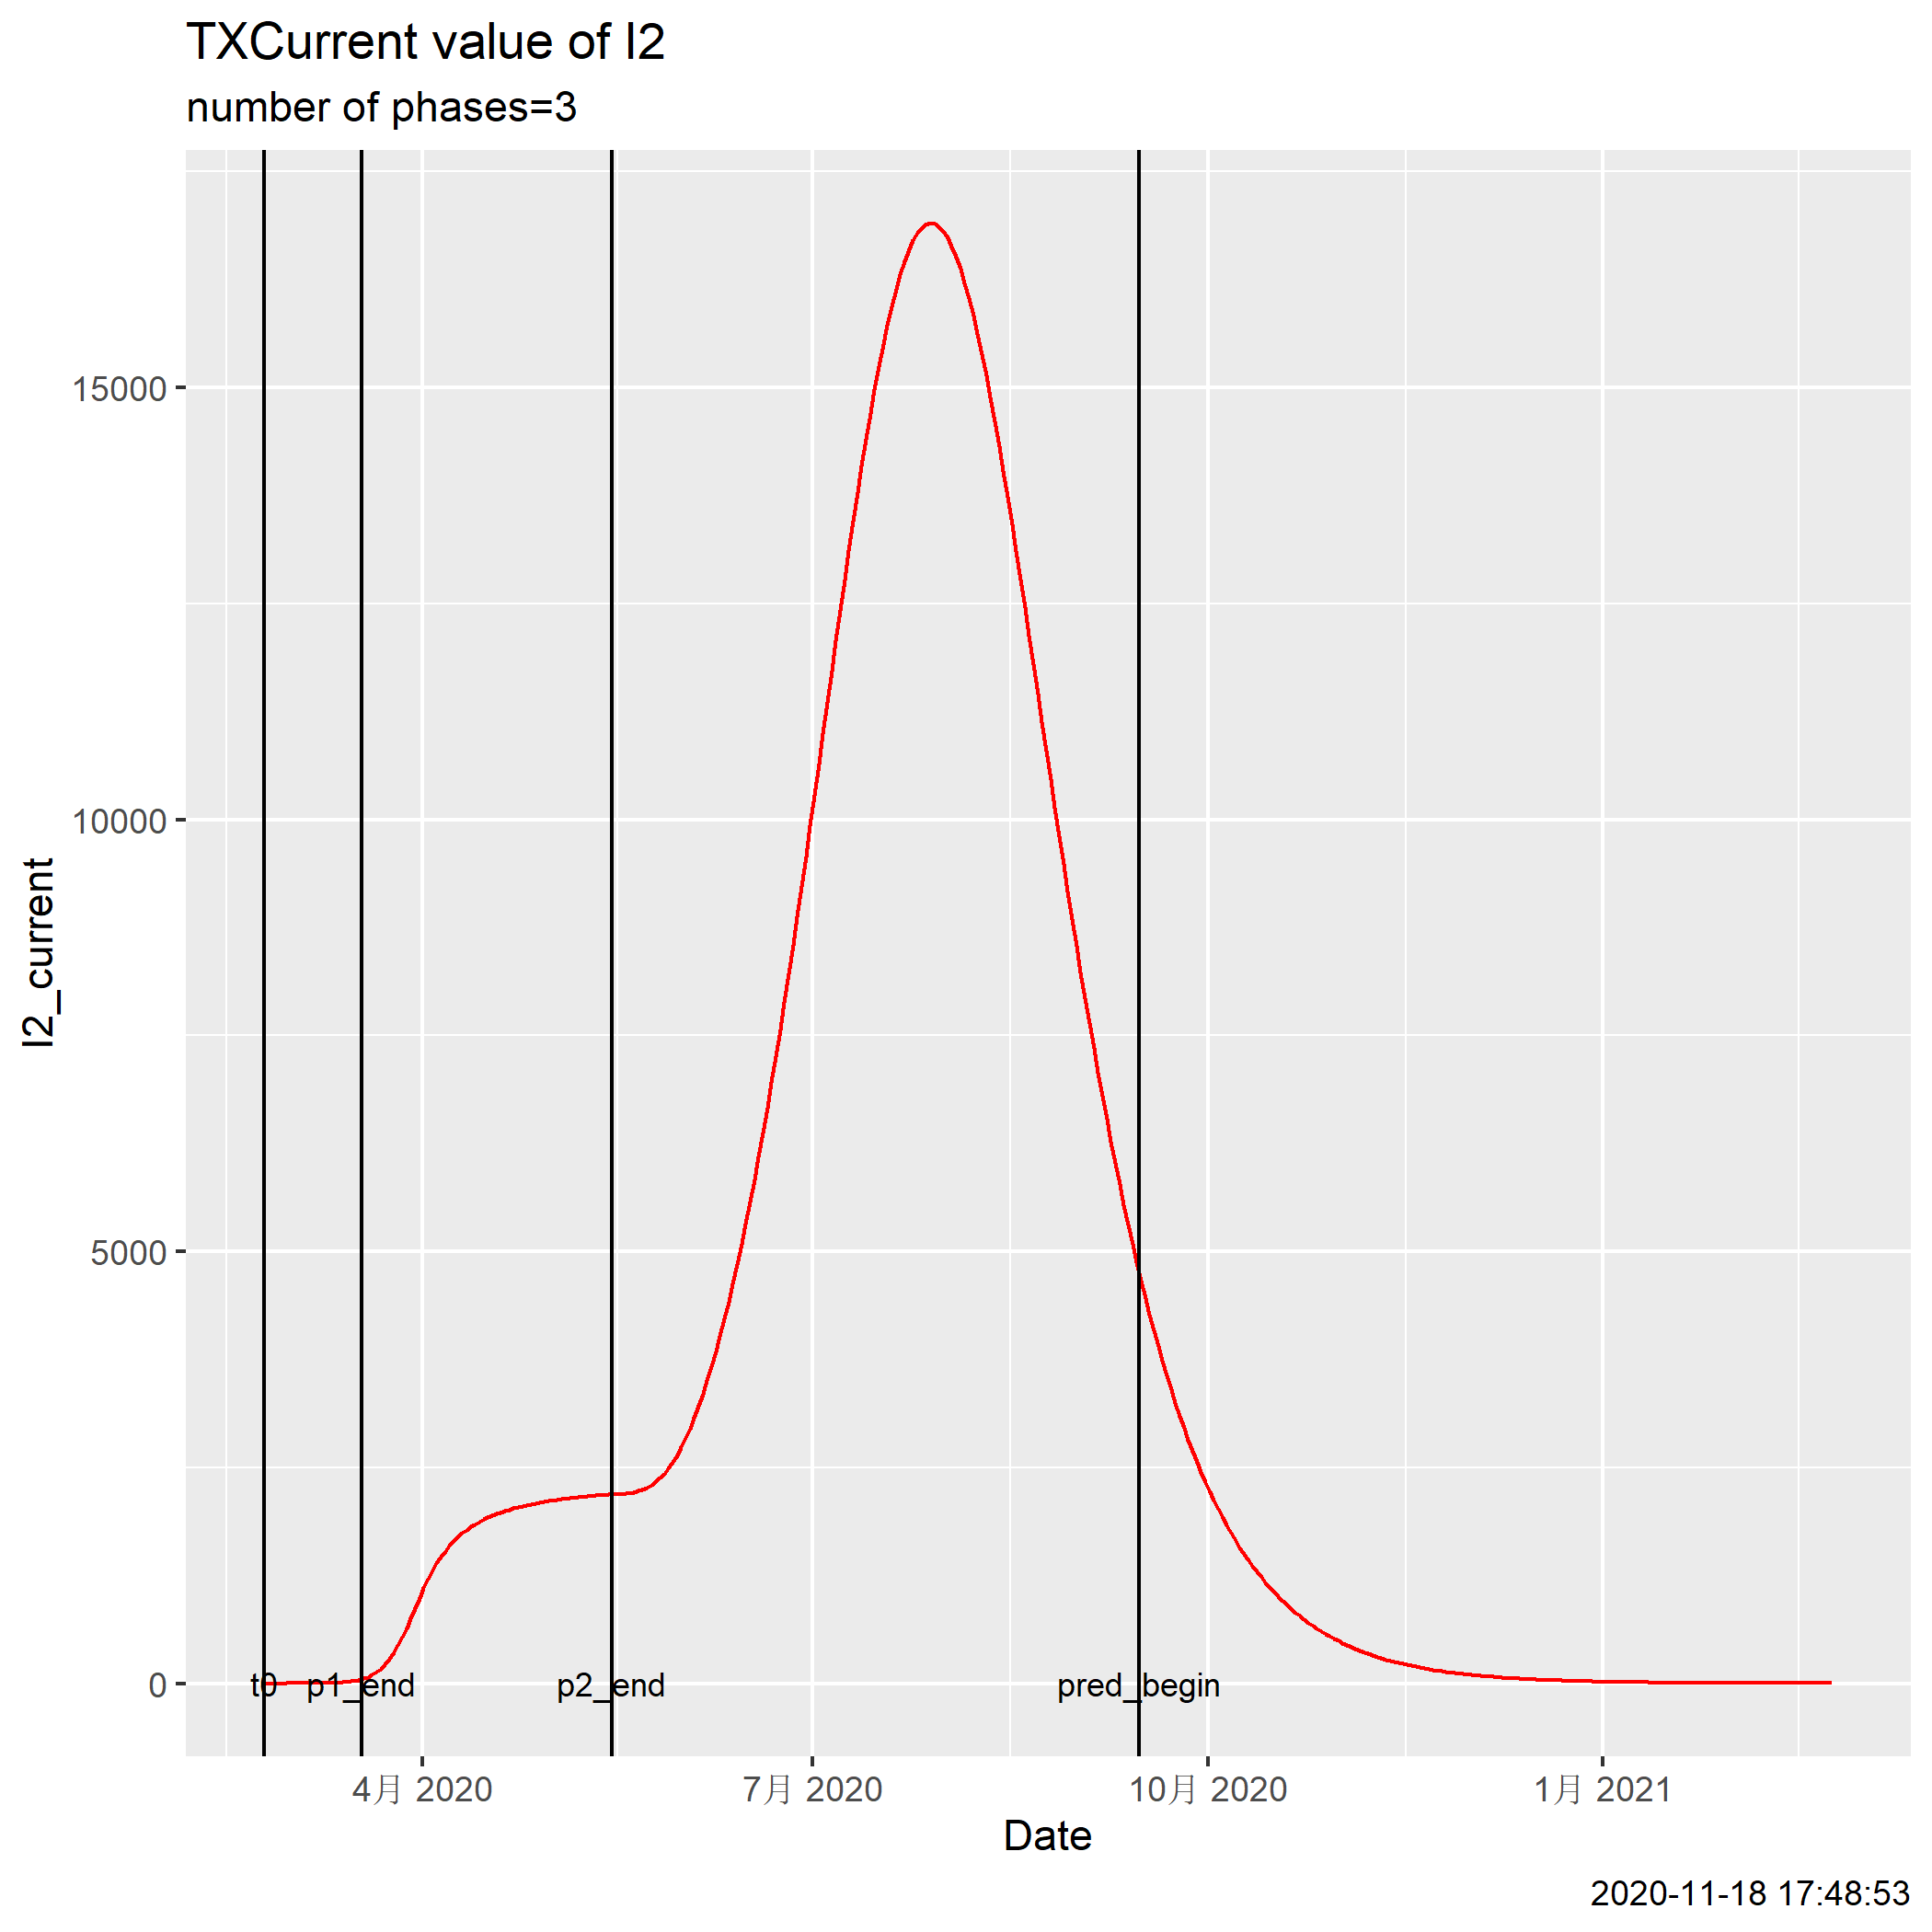 TXCurrent value of I2
number of phases=3
I2_current
15000
10000
5000
0
t0
p1_end
p2_end
pred_begin
4月 2020
7月 2020
10月 2020
1月 2021
Date
2020-11-18 17:48:53